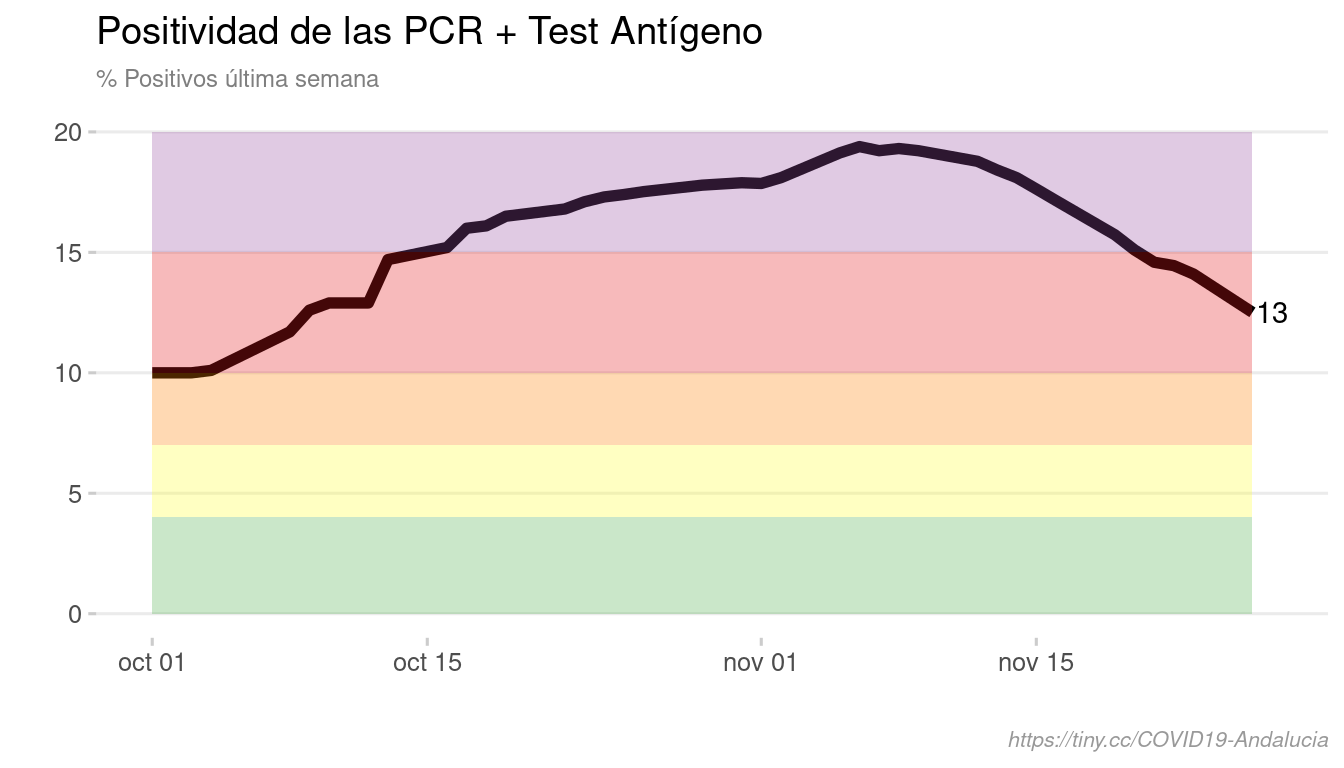 Positividad de las PCR + Test Antígeno
% Positivos última semana
20
15
10
5
0
13
oct 01
oct 15
nov 01
nov 15
https://tiny.cc/COVID19-Andalucia